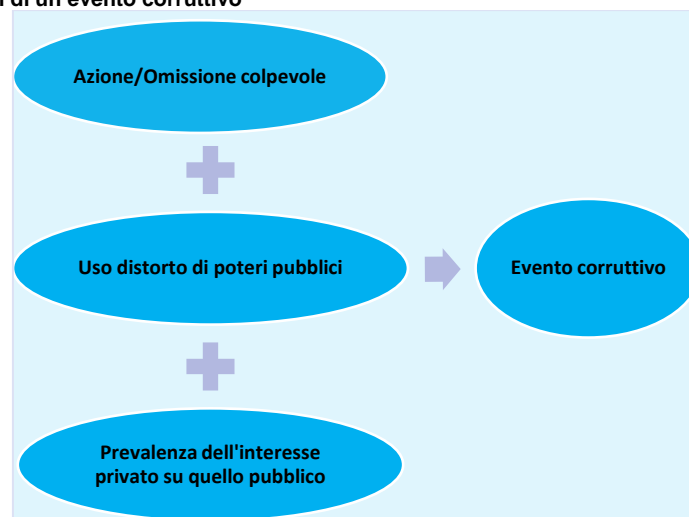 di un evento corruttivo
Azione/Omissione colpevole
Uso distorto di poteri pubblici
Evento corruttivo
Prevalenza dell'interesse
privato su quello pubblico